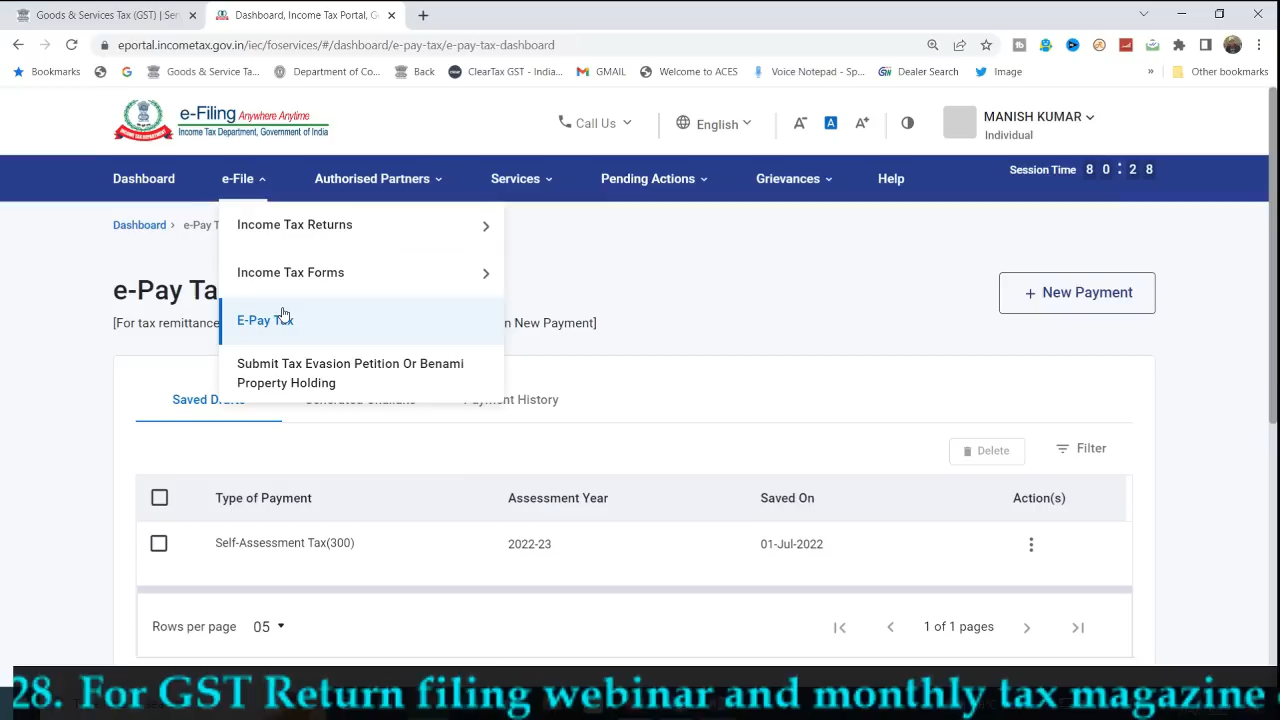 Goods & Services Tax (GST) | Ser
Dashboard, Income Tax Portal, G
eportal.incometax.gov.in/iec/foservices/#/dashboard/e-pay-tax/e-pay-tax-dashboard
Bookmarks
Goods & Service Ta...
Department of Co...
Back
ClearTax GST - India...
GMAIL
Welcome to ACES
Voice Notepad - Sp...
Dealer Search
Image
»
Other bookmarks
e-Filing Anywhere Anytime
Income Tax Department, Government of India
Call Us
English
A-
A
A+
MANISH KUMAR
Individual
Dashboard
e-File
Authorised Partners
Services
Pending Actions
Grievances
Help
Session Time 8 0 : 2 8
Dashboard > e-Pay T
Income Tax Returns
Income Tax Forms
E-Pay Tax
Submit Tax Evasion Petition Or Benami
Property Holding
e-Pay Ta
+ New Payment
[For tax remittance
n New Payment]
Saved Drafts
Generated Challans
Payment History
Delete
Filter
Type of Payment
Assessment Year
Saved On
Action(s)
Self-Assessment Tax(300)
2022-23
01-Jul-2022
Rows per page 05
1 of 1 pages
28. For GST Return filing webinar and monthly tax magazine